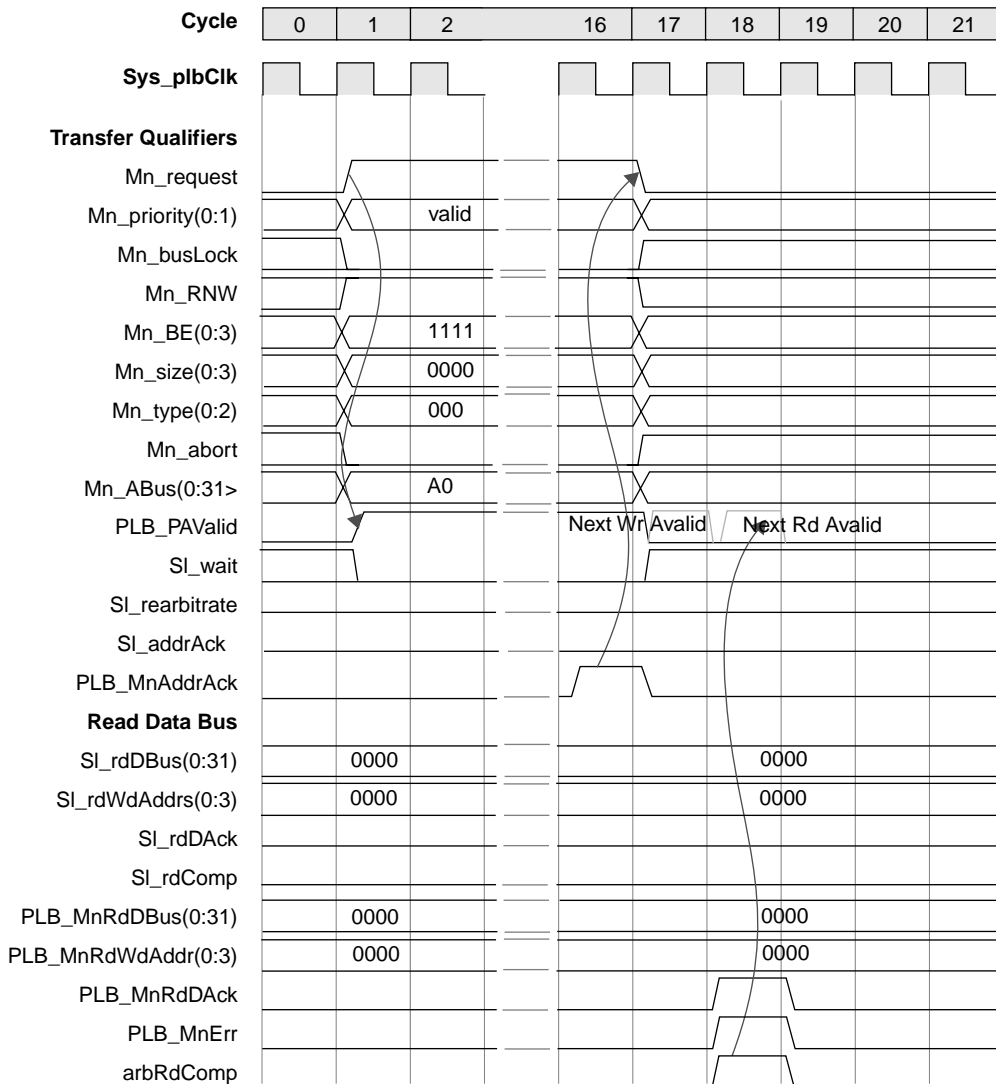 Cycle 0 1 2 16 17 18 19 20 21
Sys_plbClk
Transfer Qualifiers
Mn_request
Mn_priority(0:1) valid
Mn_busLock
Mn_RNW
Mn_BE(0:3) 1111
Mn_size(0:3) 0000
Mn_type(0:2) 000
Mn_abort
Mn_ABus(0:31> A0
PLB_PAValid Next Wr Avalid Next Rd Avalid
Sl_wait
Sl_rearbitrate
Sl_addrAck
PLB_MnAddrAck
Read Data Bus
Sl_rdDBus(0:31) 0000 0000
Sl_rdWdAddrs(0:3) 0000 0000
Sl_rdDAck
Sl_rdComp
PLB_MnRdDBus(0:31) 0000 0000
PLB_MnRdWdAddr(0:3) 0000 0000
PLB_MnRdDAck
PLB_MnErr
arbRdComp